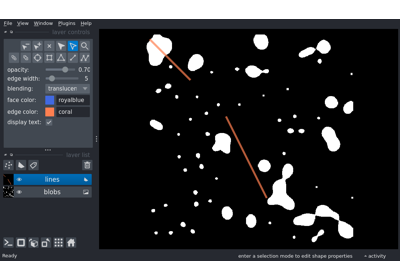 File View Window Plugins Help
layer controls
opacity: 0.70
edge width: 5
blending: translucen
face color: royalblue
edge color: coral
display text:
layer list
lines
blobs
Ready enter a selection mode to edit shape properties activity